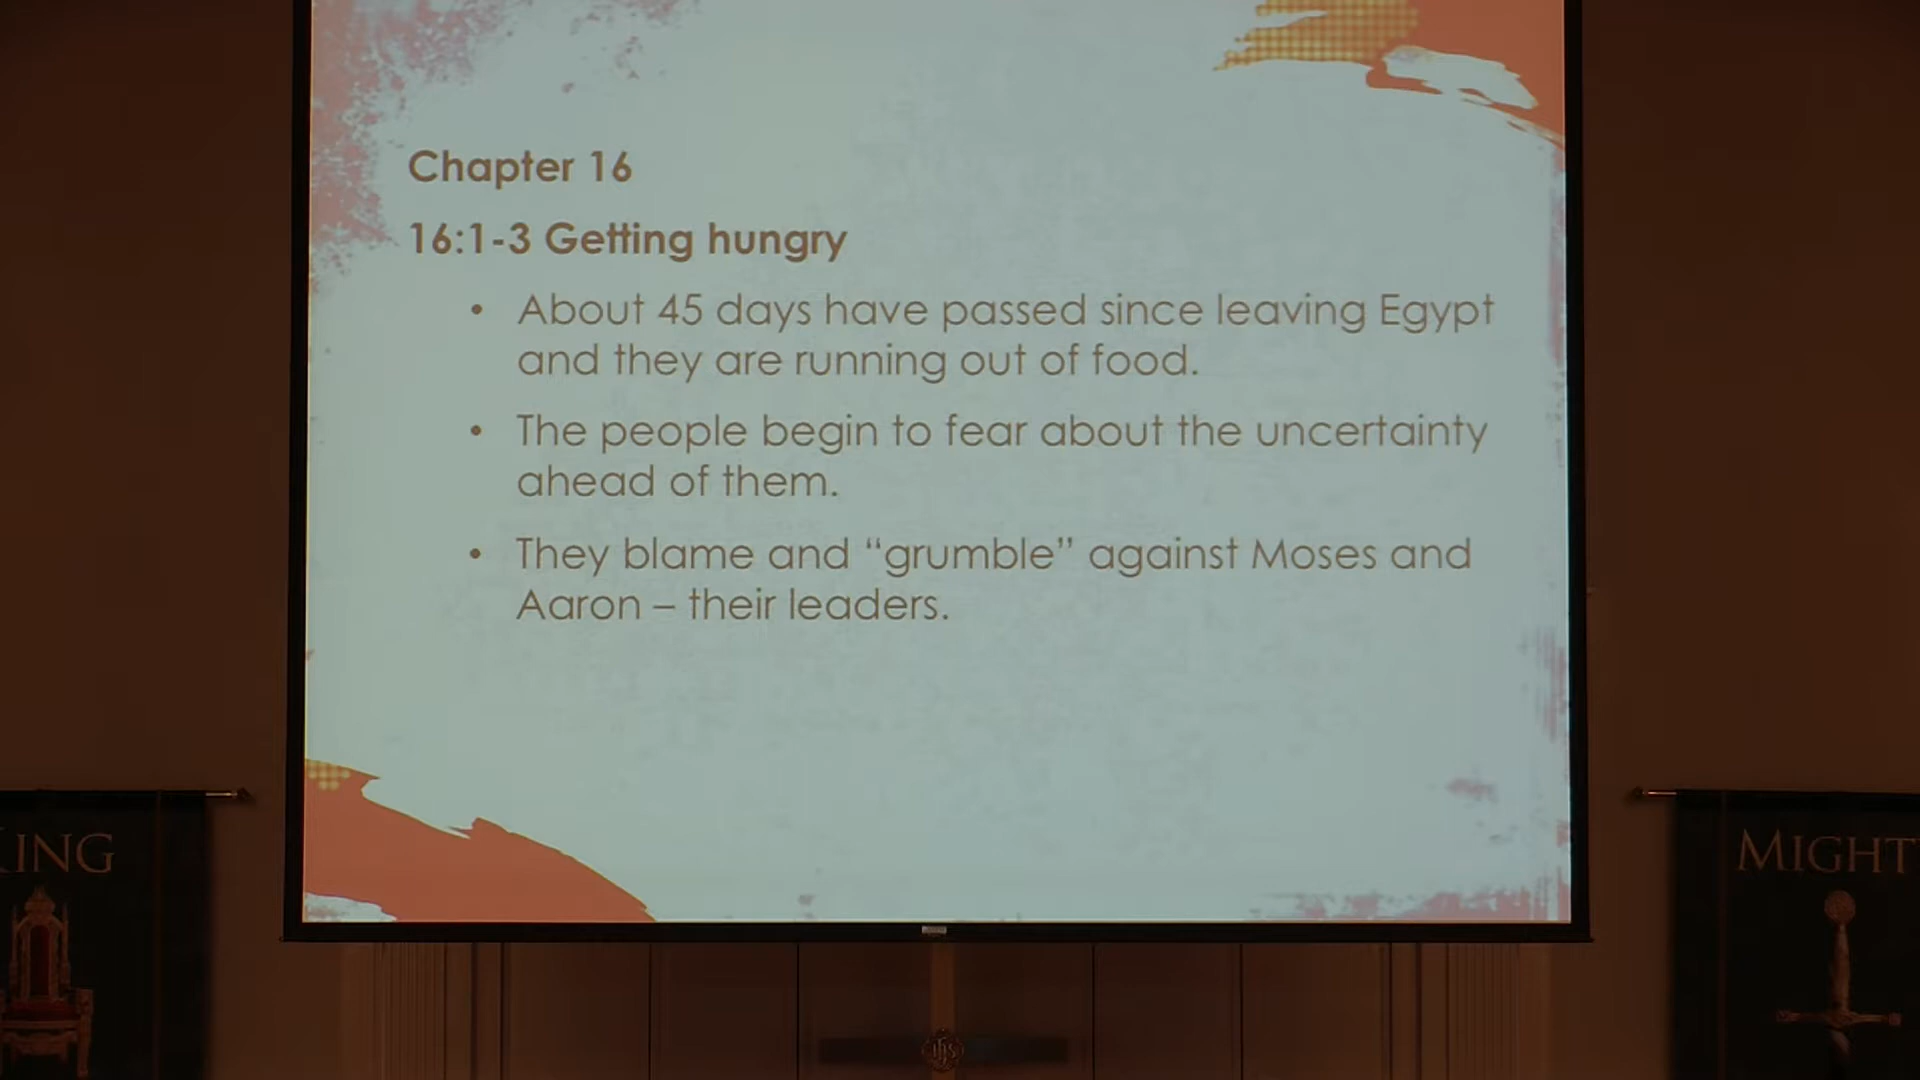 Chapter 16
16:1-3 Getting hungry
• About 45 days have passed since leaving Egypt
and they are running out of food.
• The people begin to fear about the uncertainty
ahead of them.
• They blame and “grumble” against Moses and
Aaron – their leaders.
KING
MIGHT
IHS